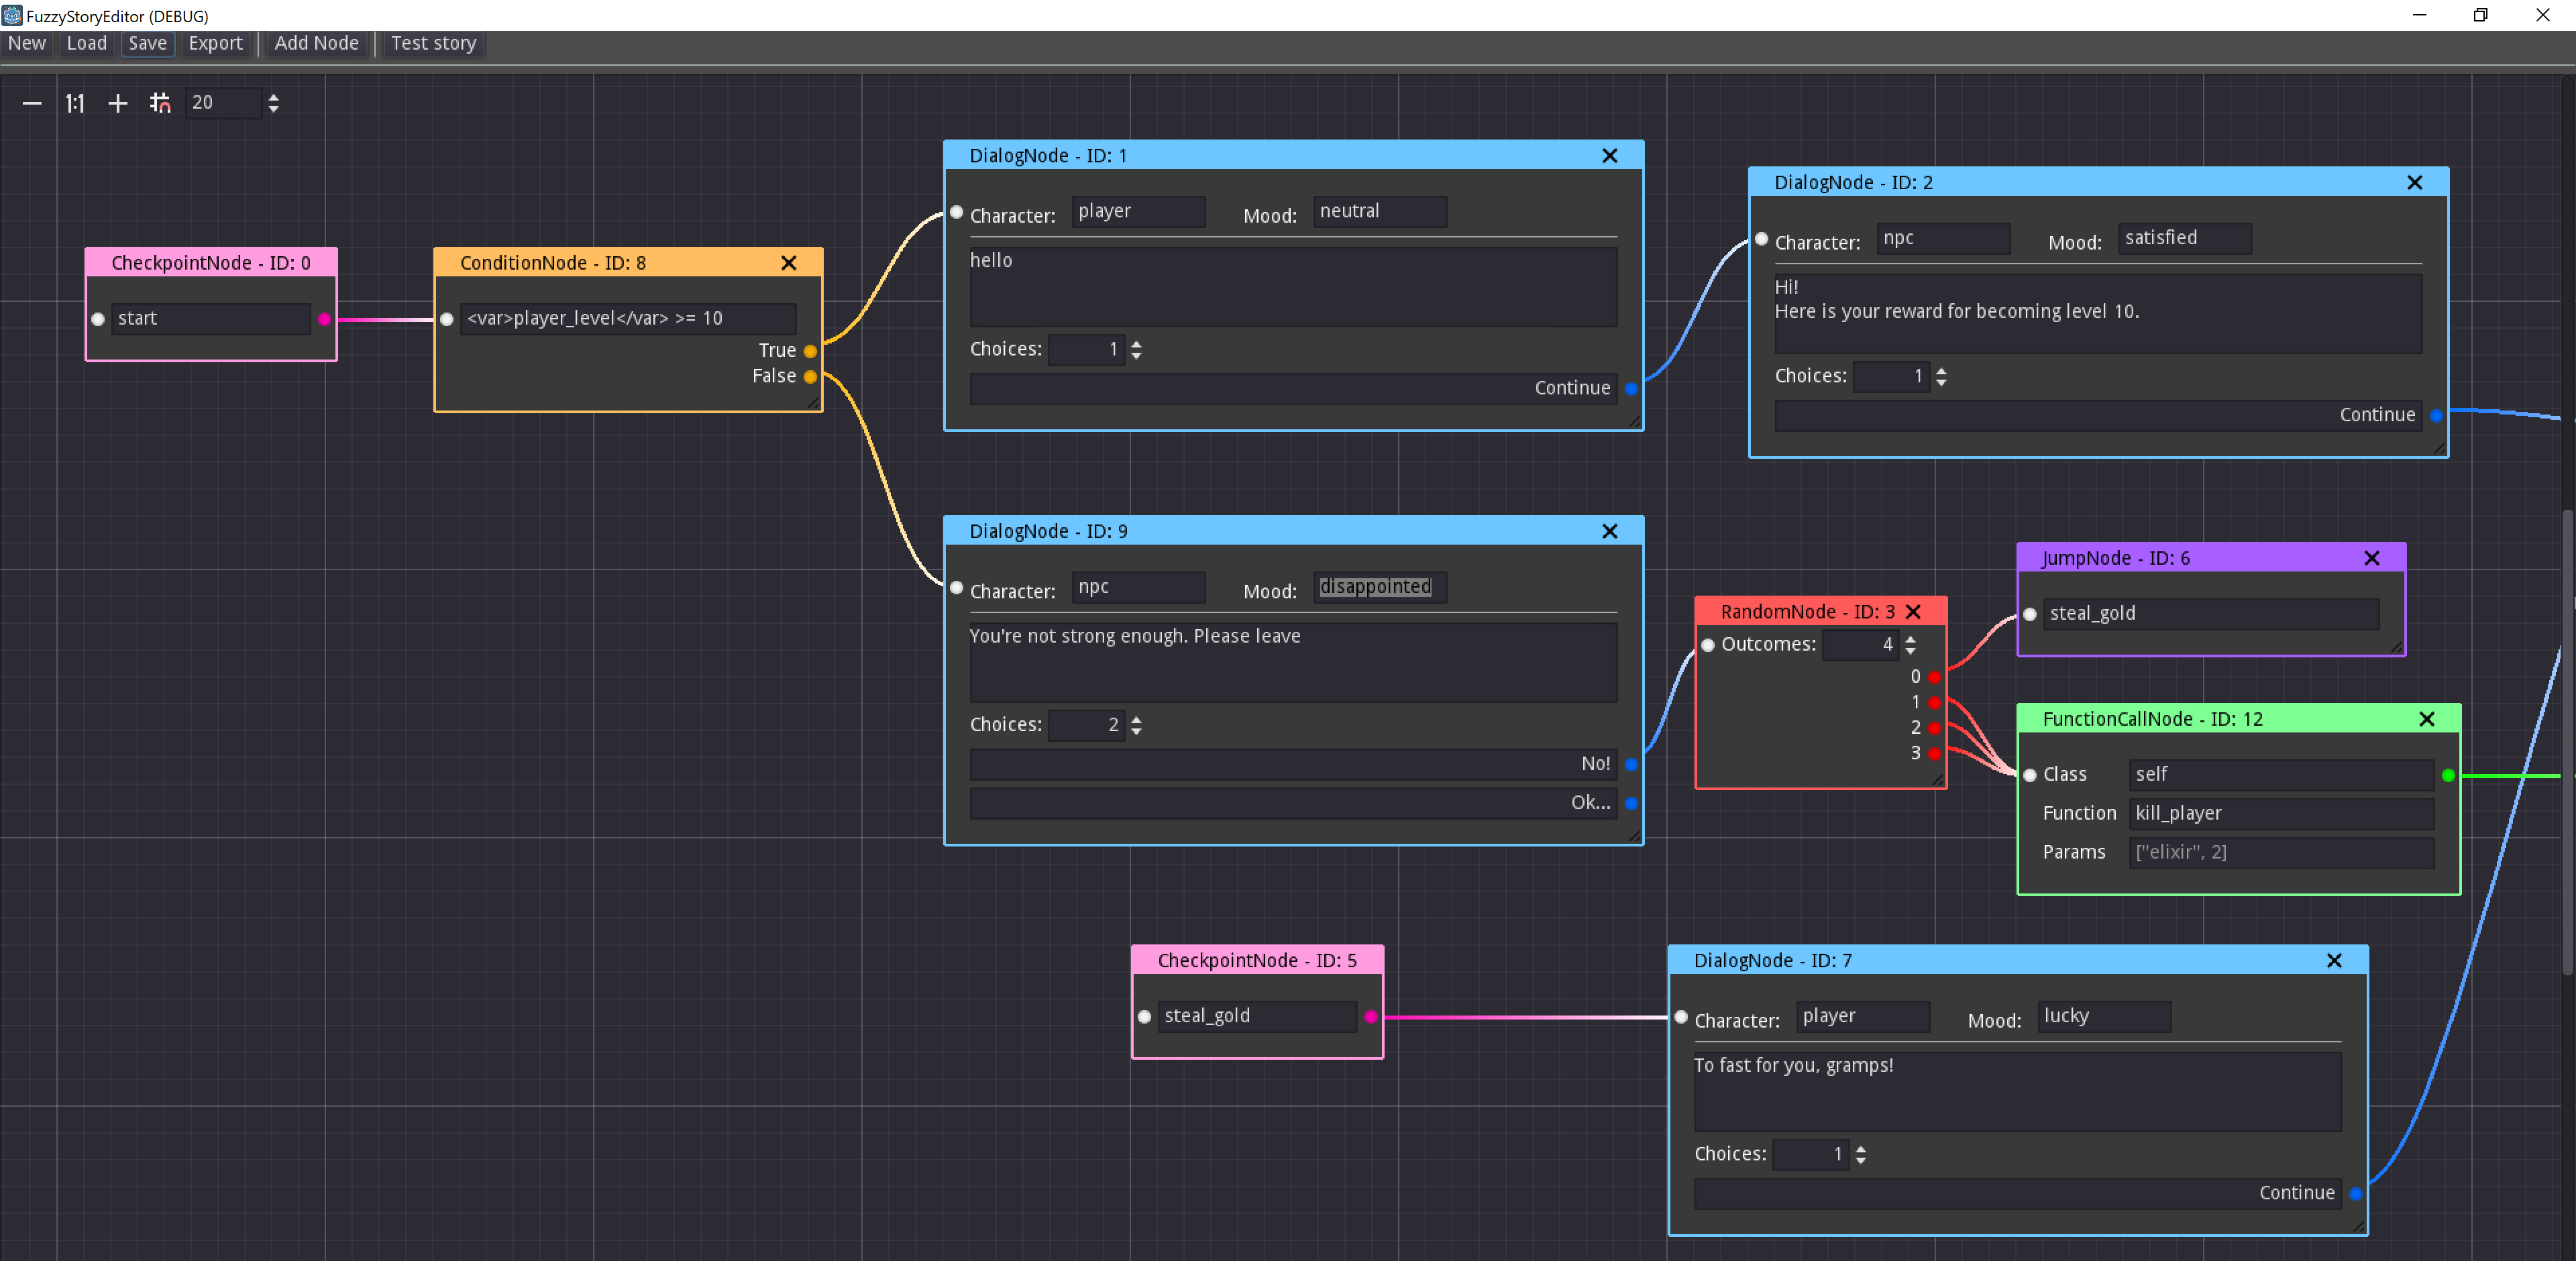 FuzzyStoryEditor (DEBUG)
New Load Save Export Add Node Test story
1:1 20
CheckpointNode - ID: 0
start
ConditionNode - ID: 8
<var>player_level</var> >= 10
True
False
DialogNode - ID: 1
Character: player Mood: neutral
hello
Choices: 1
Continue
DialogNode - ID: 2
Character: npc Mood: satisfied
Hi!
Here is your reward for becoming level 10.
Choices: 1
Continue
DialogNode - ID: 9
Character: npc Mood: disappointed
You're not strong enough. Please leave
Choices: 2
No!
Ok...
RandomNode - ID: 3
Outcomes: 4
0
1
2
3
JumpNode - ID: 6
steal_gold
FunctionCallNode - ID: 12
Class self
Function kill_player
Params ["elixir", 2]
CheckpointNode - ID: 5
steal_gold
DialogNode - ID: 7
Character: player Mood: lucky
To fast for you, gramps!
Choices: 1
Continue